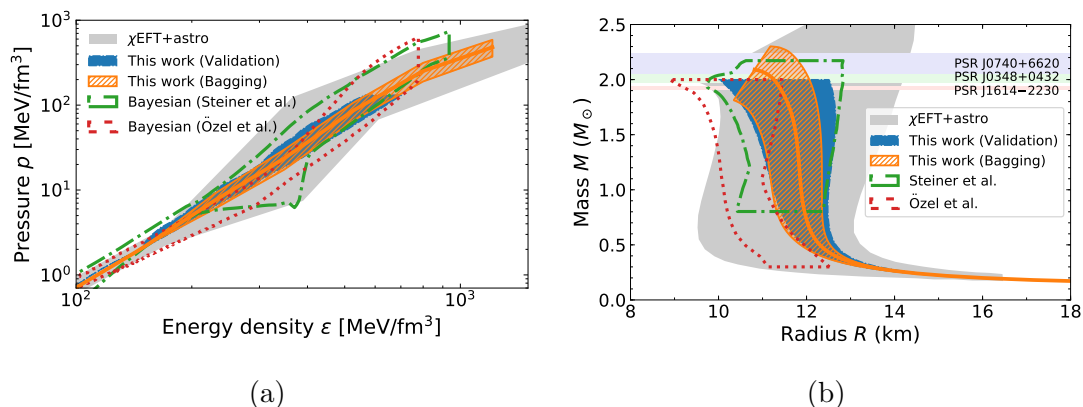 10³
10²
10¹
10⁰
10²
10³
Pressure p [MeV/fm³]
Energy density ε [MeV/fm³]
χEFT+astro
This work (Validation)
This work (Bagging)
Bayesian (Steiner et al.)
Bayesian (Özel et al.)
(a)
2.5
2.0
1.5
1.0
0.5
0.0
8
10
12
14
16
18
Mass M (M⊙)
Radius R (km)
PSR J0740+6620
PSR J0348+0432
PSR J1614−2230
χEFT+astro
This work (Validation)
This work (Bagging)
Steiner et al.
Özel et al.
(b)